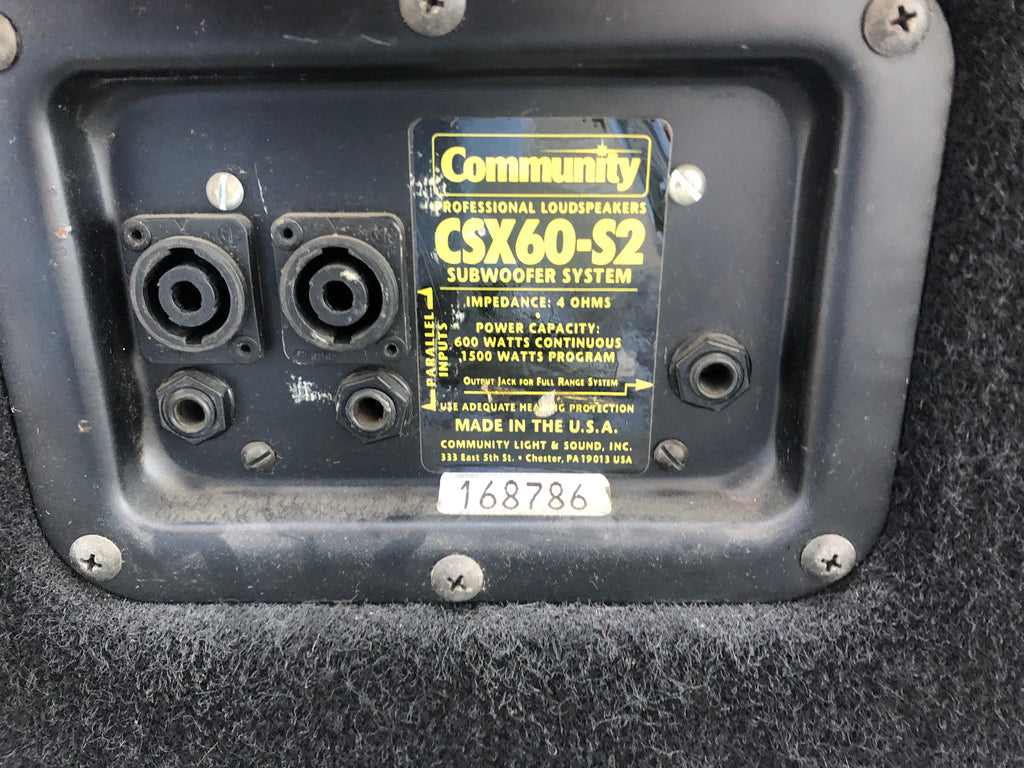 Community
PROFESSIONAL LOUDSPEAKERS
CSX60-S2
SUBWOOFER SYSTEM
IMPEDANCE: 4 OHMS
•
POWER CAPACITY:
600 WATTS CONTINUOUS
1500 WATTS PROGRAM
PARALLEL
INPUTS
OUTPUT JACK FOR FULL RANGE SYSTEM
USE ADEQUATE HEARING PROTECTION
MADE IN THE U.S.A.
COMMUNITY LIGHT & SOUND, INC.
333 East 5th St. • Chester, PA 19013 USA
168786